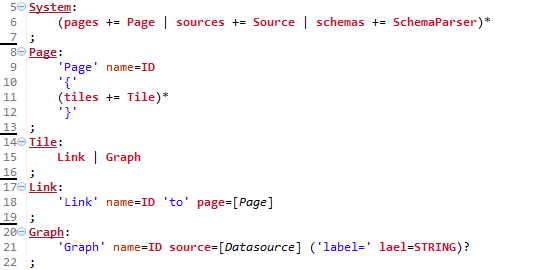 5 System:
6 (pages += Page | sources += Source | schemas += SchemaParser)*
7 ;
8 Page:
9 'Page' name=ID
10 '{'
11 (tiles += Tile)*
12 '}'
13 ;
14 Tile:
15 Link | Graph
16 ;
17 Link:
18 'Link' name=ID 'to' page=[Page]
19 ;
20 Graph:
21 'Graph' name=ID source=[Datasource] ('label=' lael=STRING)?
22 ;